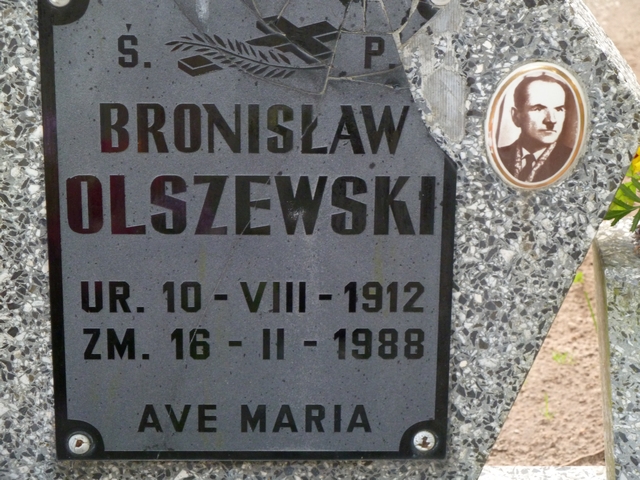 Ś. P.
BRONISŁAW
OLSZEWSKI
UR. 10 - VIII - 1912
ZM. 16 - II - 1988
AVE MARIA